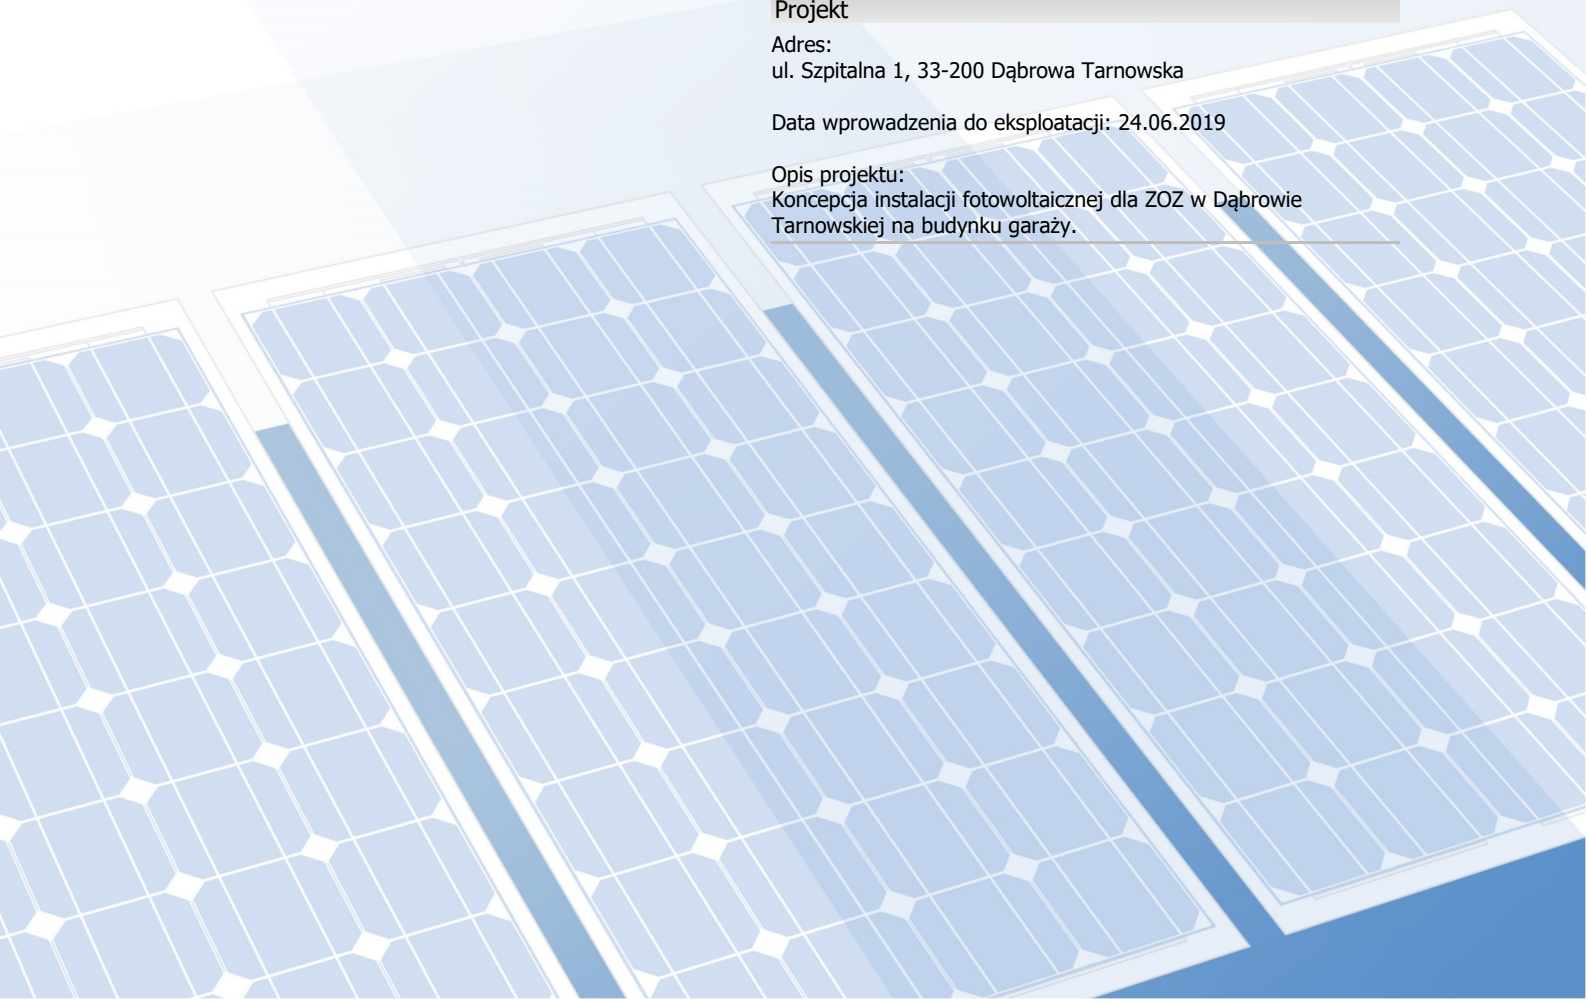 Projekt
Adres:
ul. Szpitalna 1, 33-200 Dąbrowa Tarnowska
Data wprowadzenia do eksploatacji: 24.06.2019
Opis projektu:
Koncepcja instalacji fotowoltaicznej dla ZOZ w Dąbrowie
Tarnowskiej na budynku garaży.